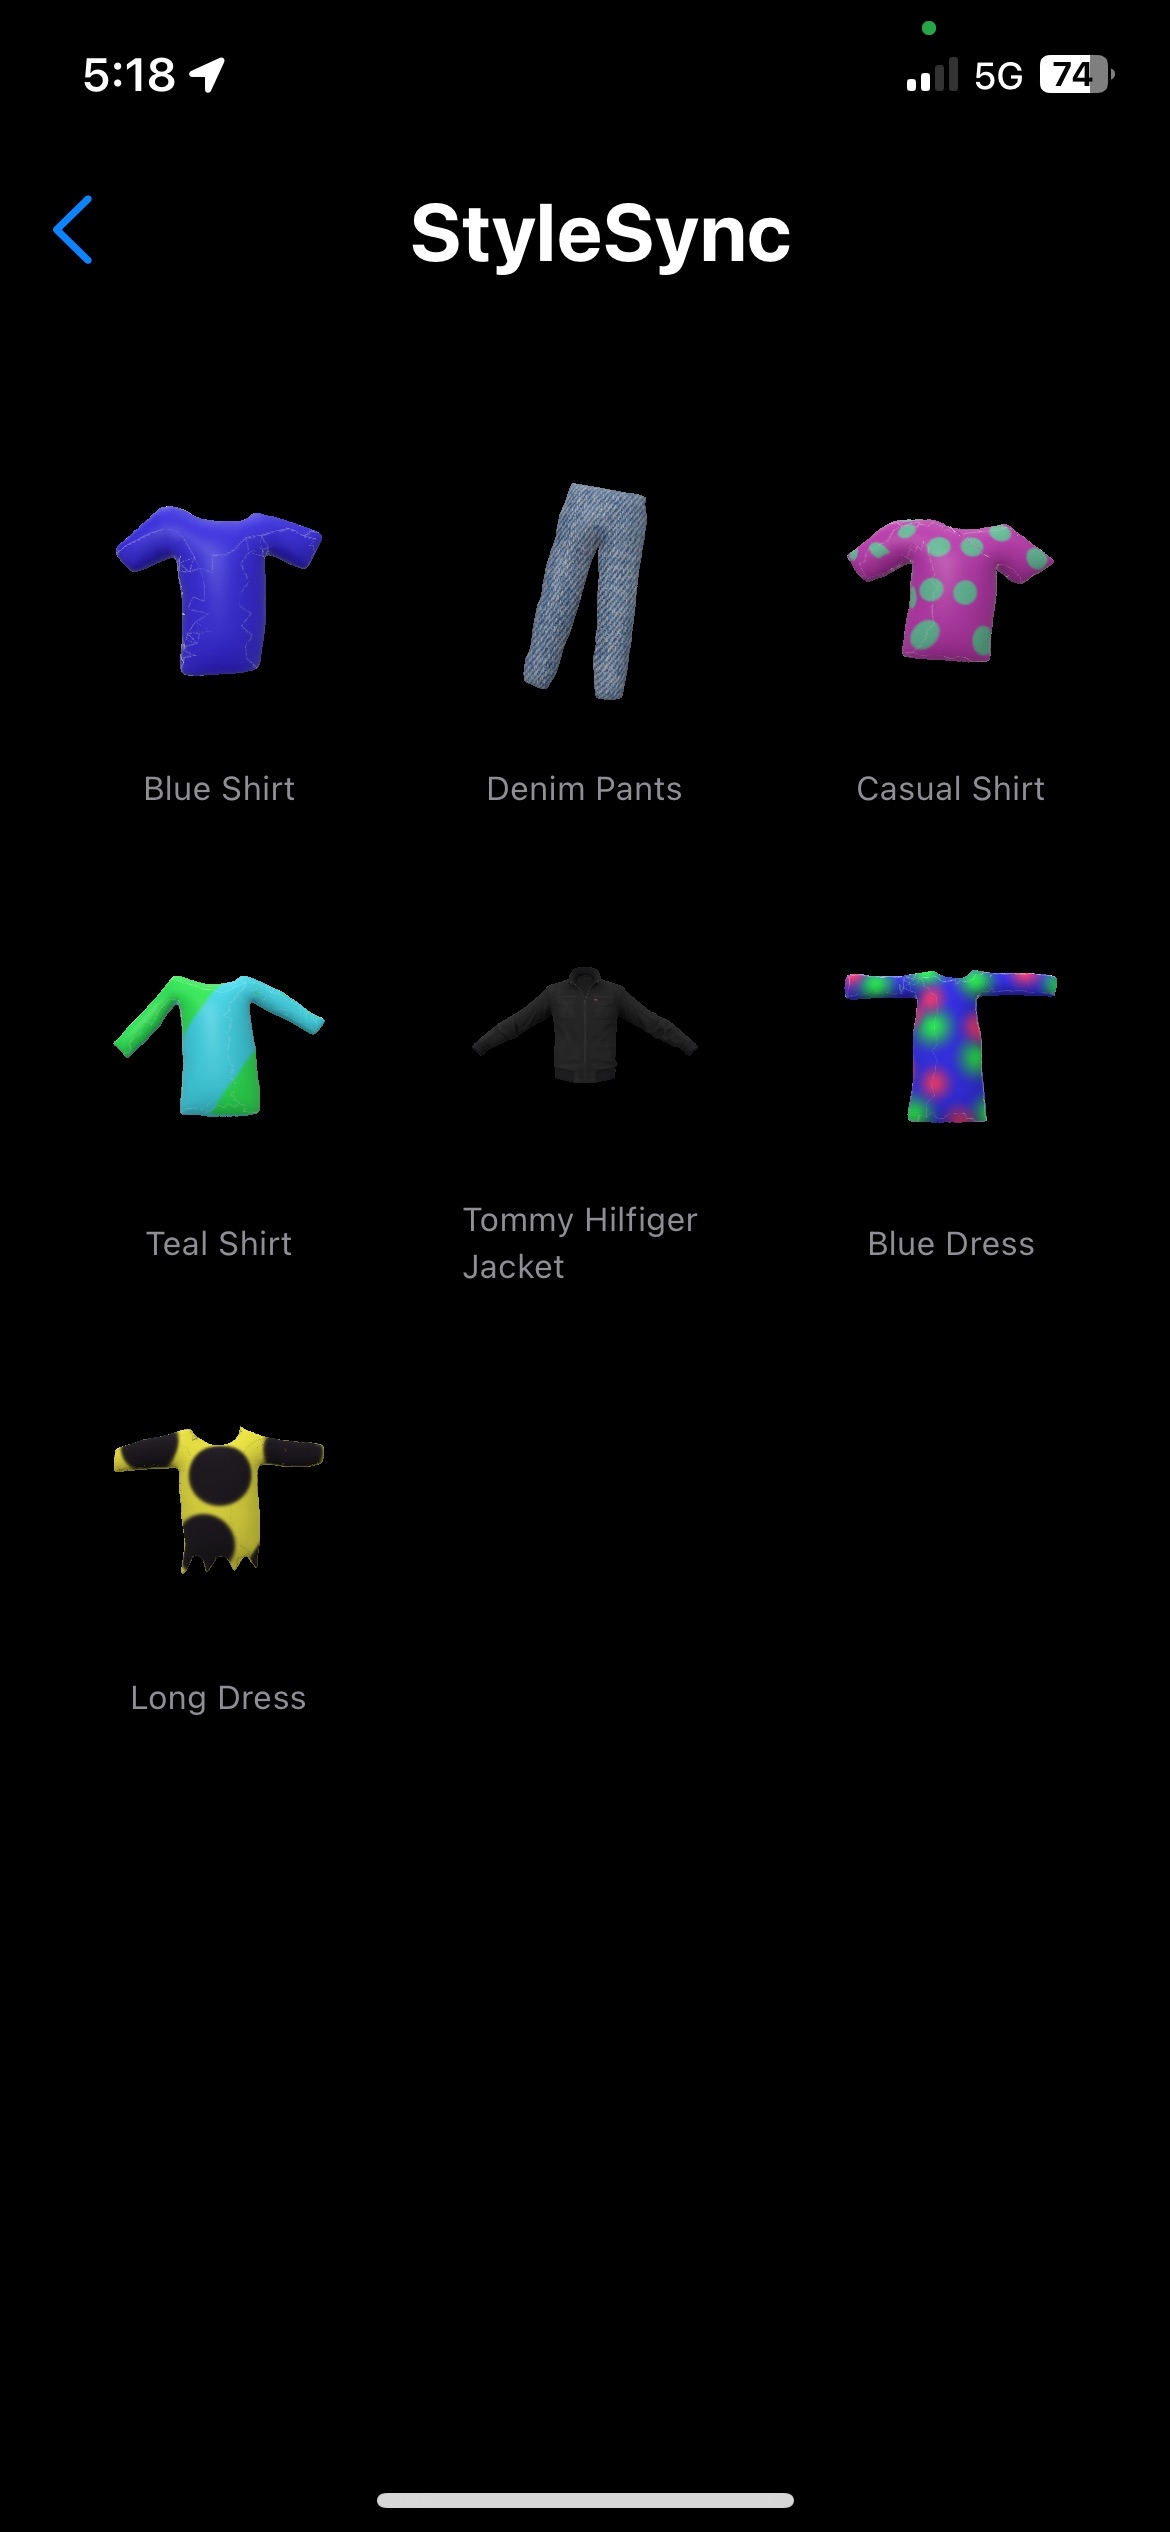 5:18
5G
74
StyleSync
Blue Shirt
Denim Pants
Casual Shirt
Teal Shirt
Tommy Hilfiger
Jacket
Blue Dress
Long Dress